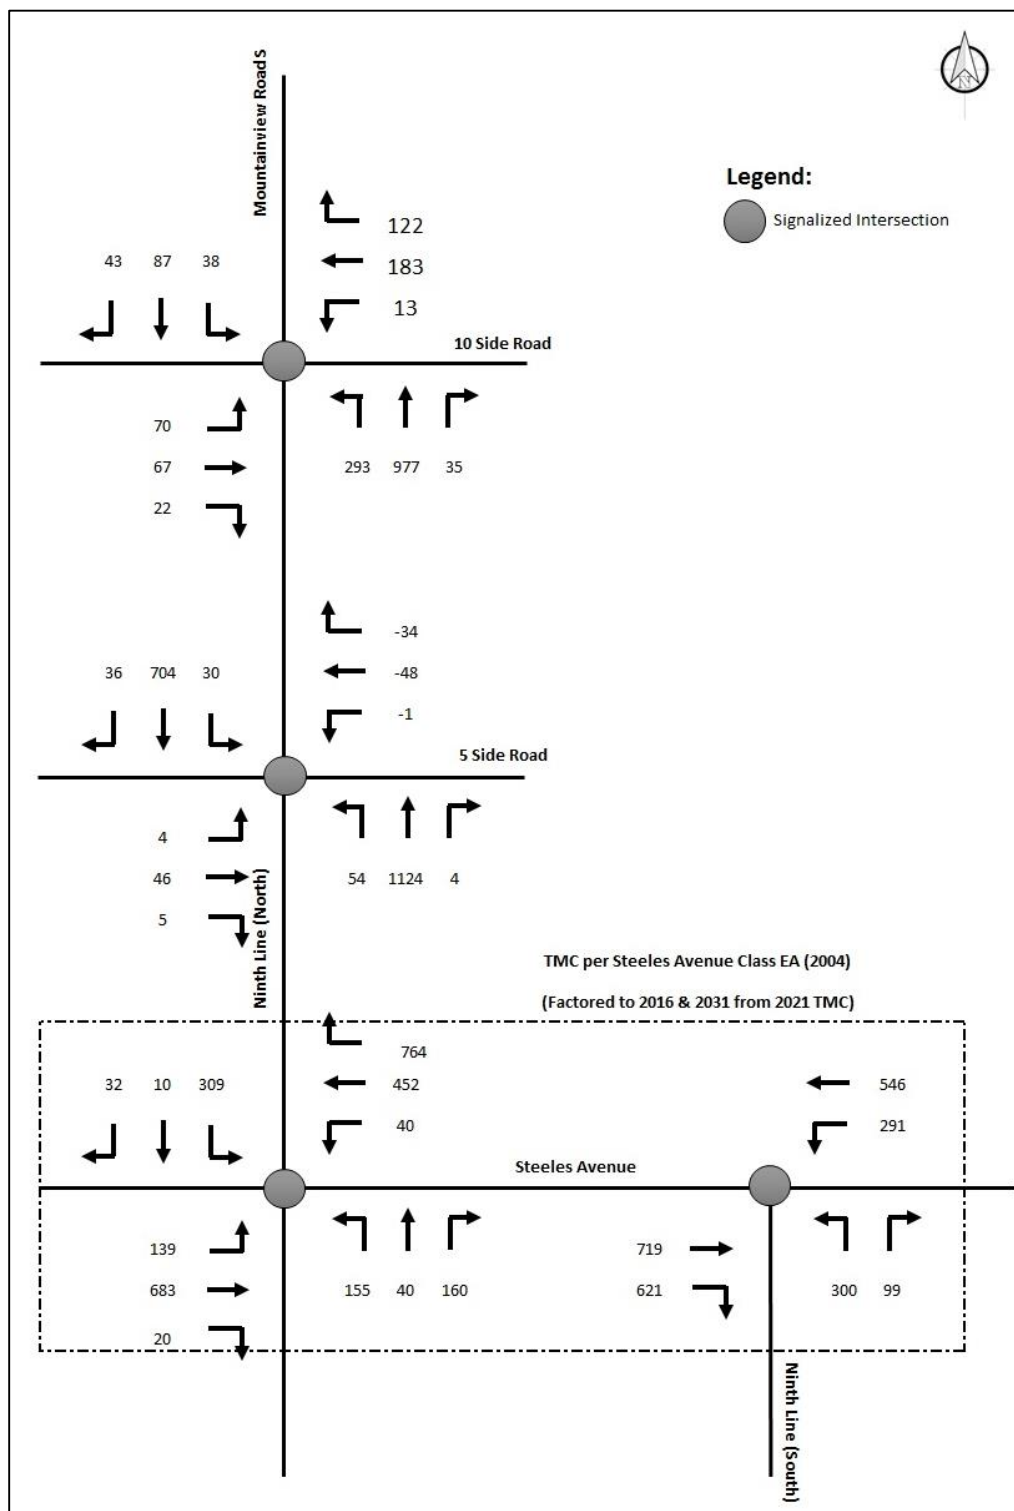 N
Mountainview Road S
Legend:
Signalized Intersection
122
183
13
43 87 38
10 Side Road
70
67
22
293 977 35
-34
-48
-1
36 704 30
5 Side Road
4
46
5
54 1124 4
Ninth Line (North)
TMC per Steeles Avenue Class EA (2004)
(Factored to 2016 & 2031 from 2021 TMC)
764
452
40
32 10 309
546
291
Steeles Avenue
139
683
20
155 40 160
719
621
300 99
Ninth Line (South)